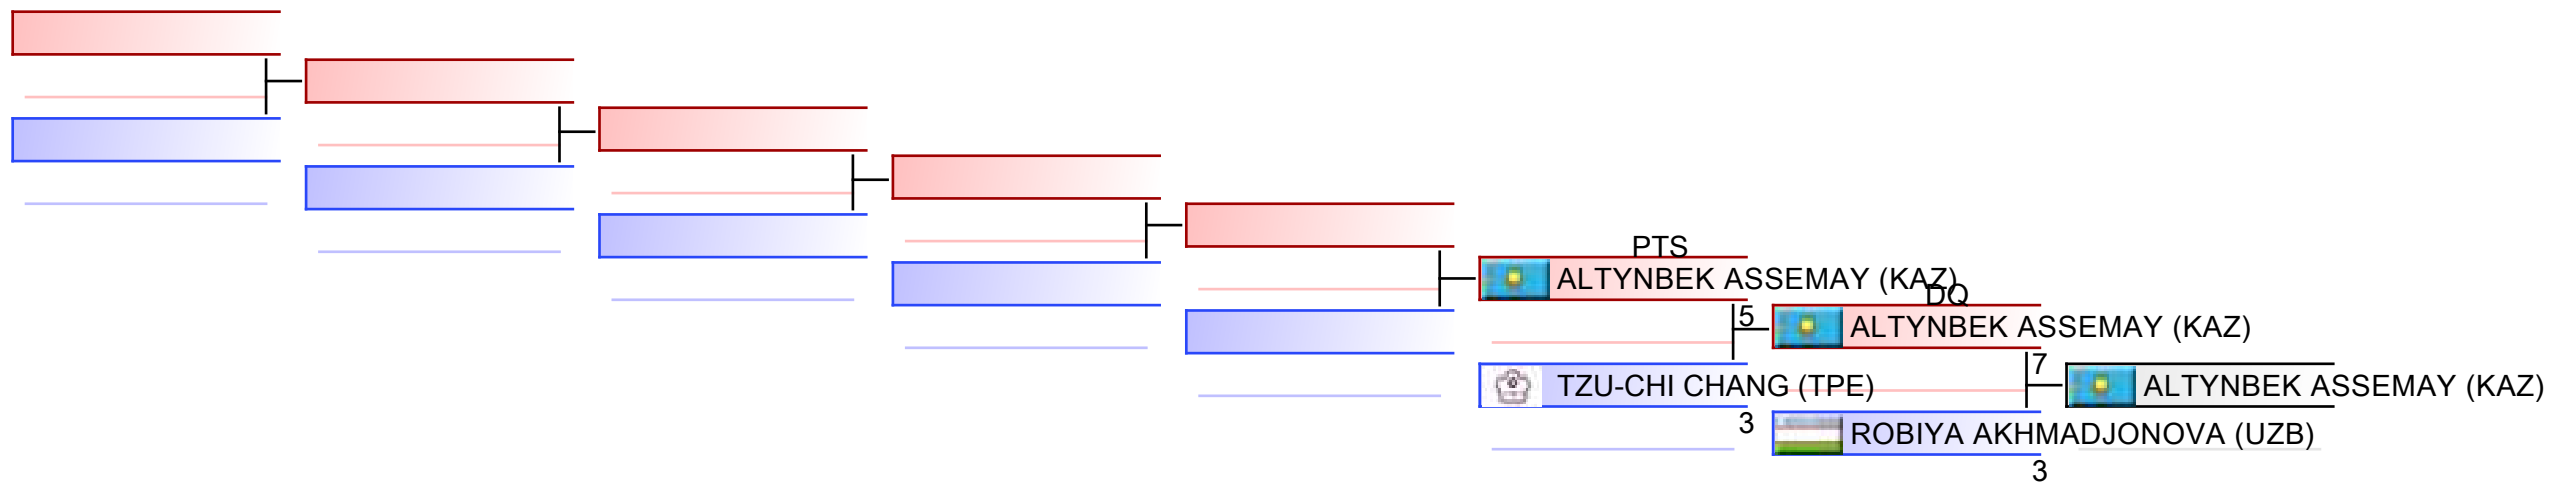 PTS
ALTYNBEK ASSEMAY (KAZ)
DQ
5
ALTYNBEK ASSEMAY (KAZ)
7
TZU-CHI CHANG (TPE)
ALTYNBEK ASSEMAY (KAZ)
3
ROBIYA AKHMADJONOVA (UZB)
3